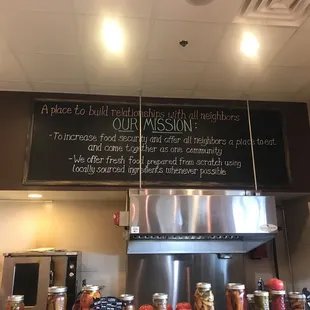 A place to build relationships with all neighbors
OUR MISSION:
- To increase food security and offer all neighbors a place to eat
and come together as one community
- We offer fresh food prepared from scratch using
locally sourced ingredients whenever possible